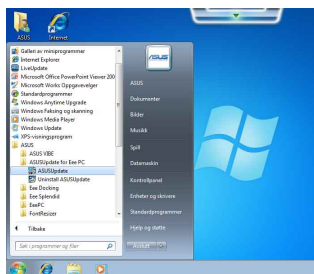 ASUS
Internet
Galleri av miniprogrammer
Internet Explorer
LiveUpdate
Microsoft Office PowerPoint Viewer 200
Microsoft Works Oppgavevelger
Standardprogrammer
Windows Anytime Upgrade
Windows Faksing og skanning
Windows Media Player
Windows Update
XPS-visningsprogram
ASUS
ASUS VIBE
ASUSUpdate for Eee PC
ASUSUpdate
Uninstall ASUSUpdate
Eee Docking
Eee Splendid
EeePC
FontResizer
Tilbake
Søk i programmer og filer
ASUS
ASUS
Dokumenter
Bilder
Musikk
Spill
Datamaskin
Kontrollpanel
Enheter og skrivere
Standardprogrammer
Hjelp og støtte
Avslutt